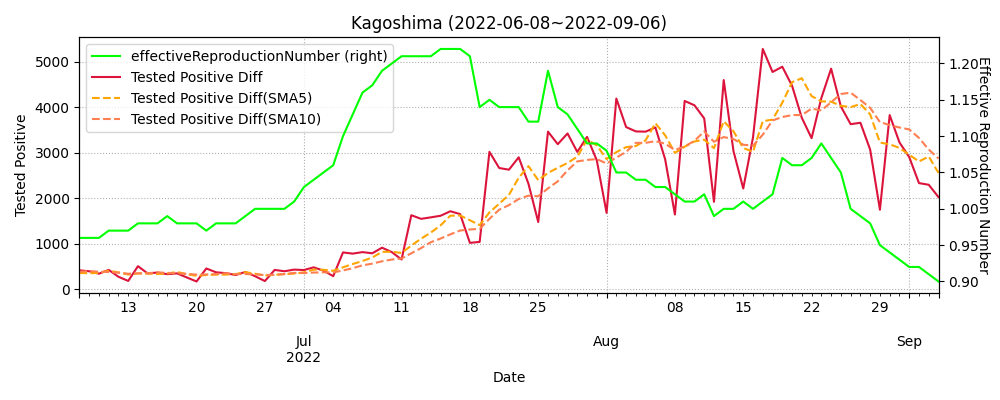 Kagoshima (2022-06-08~2022-09-06)
effectiveReproductionNumber (right)
Tested Positive Diff
Tested Positive Diff(SMA5)
Tested Positive Diff(SMA10)
Tested Positive
5000
4000
3000
2000
1000
0
Effective Reproduction Number
1.20
1.15
1.10
1.05
1.00
0.95
0.90
13 20 27 04 11 18 25 08 15 22 29
Jul Aug Sep
2022
Date